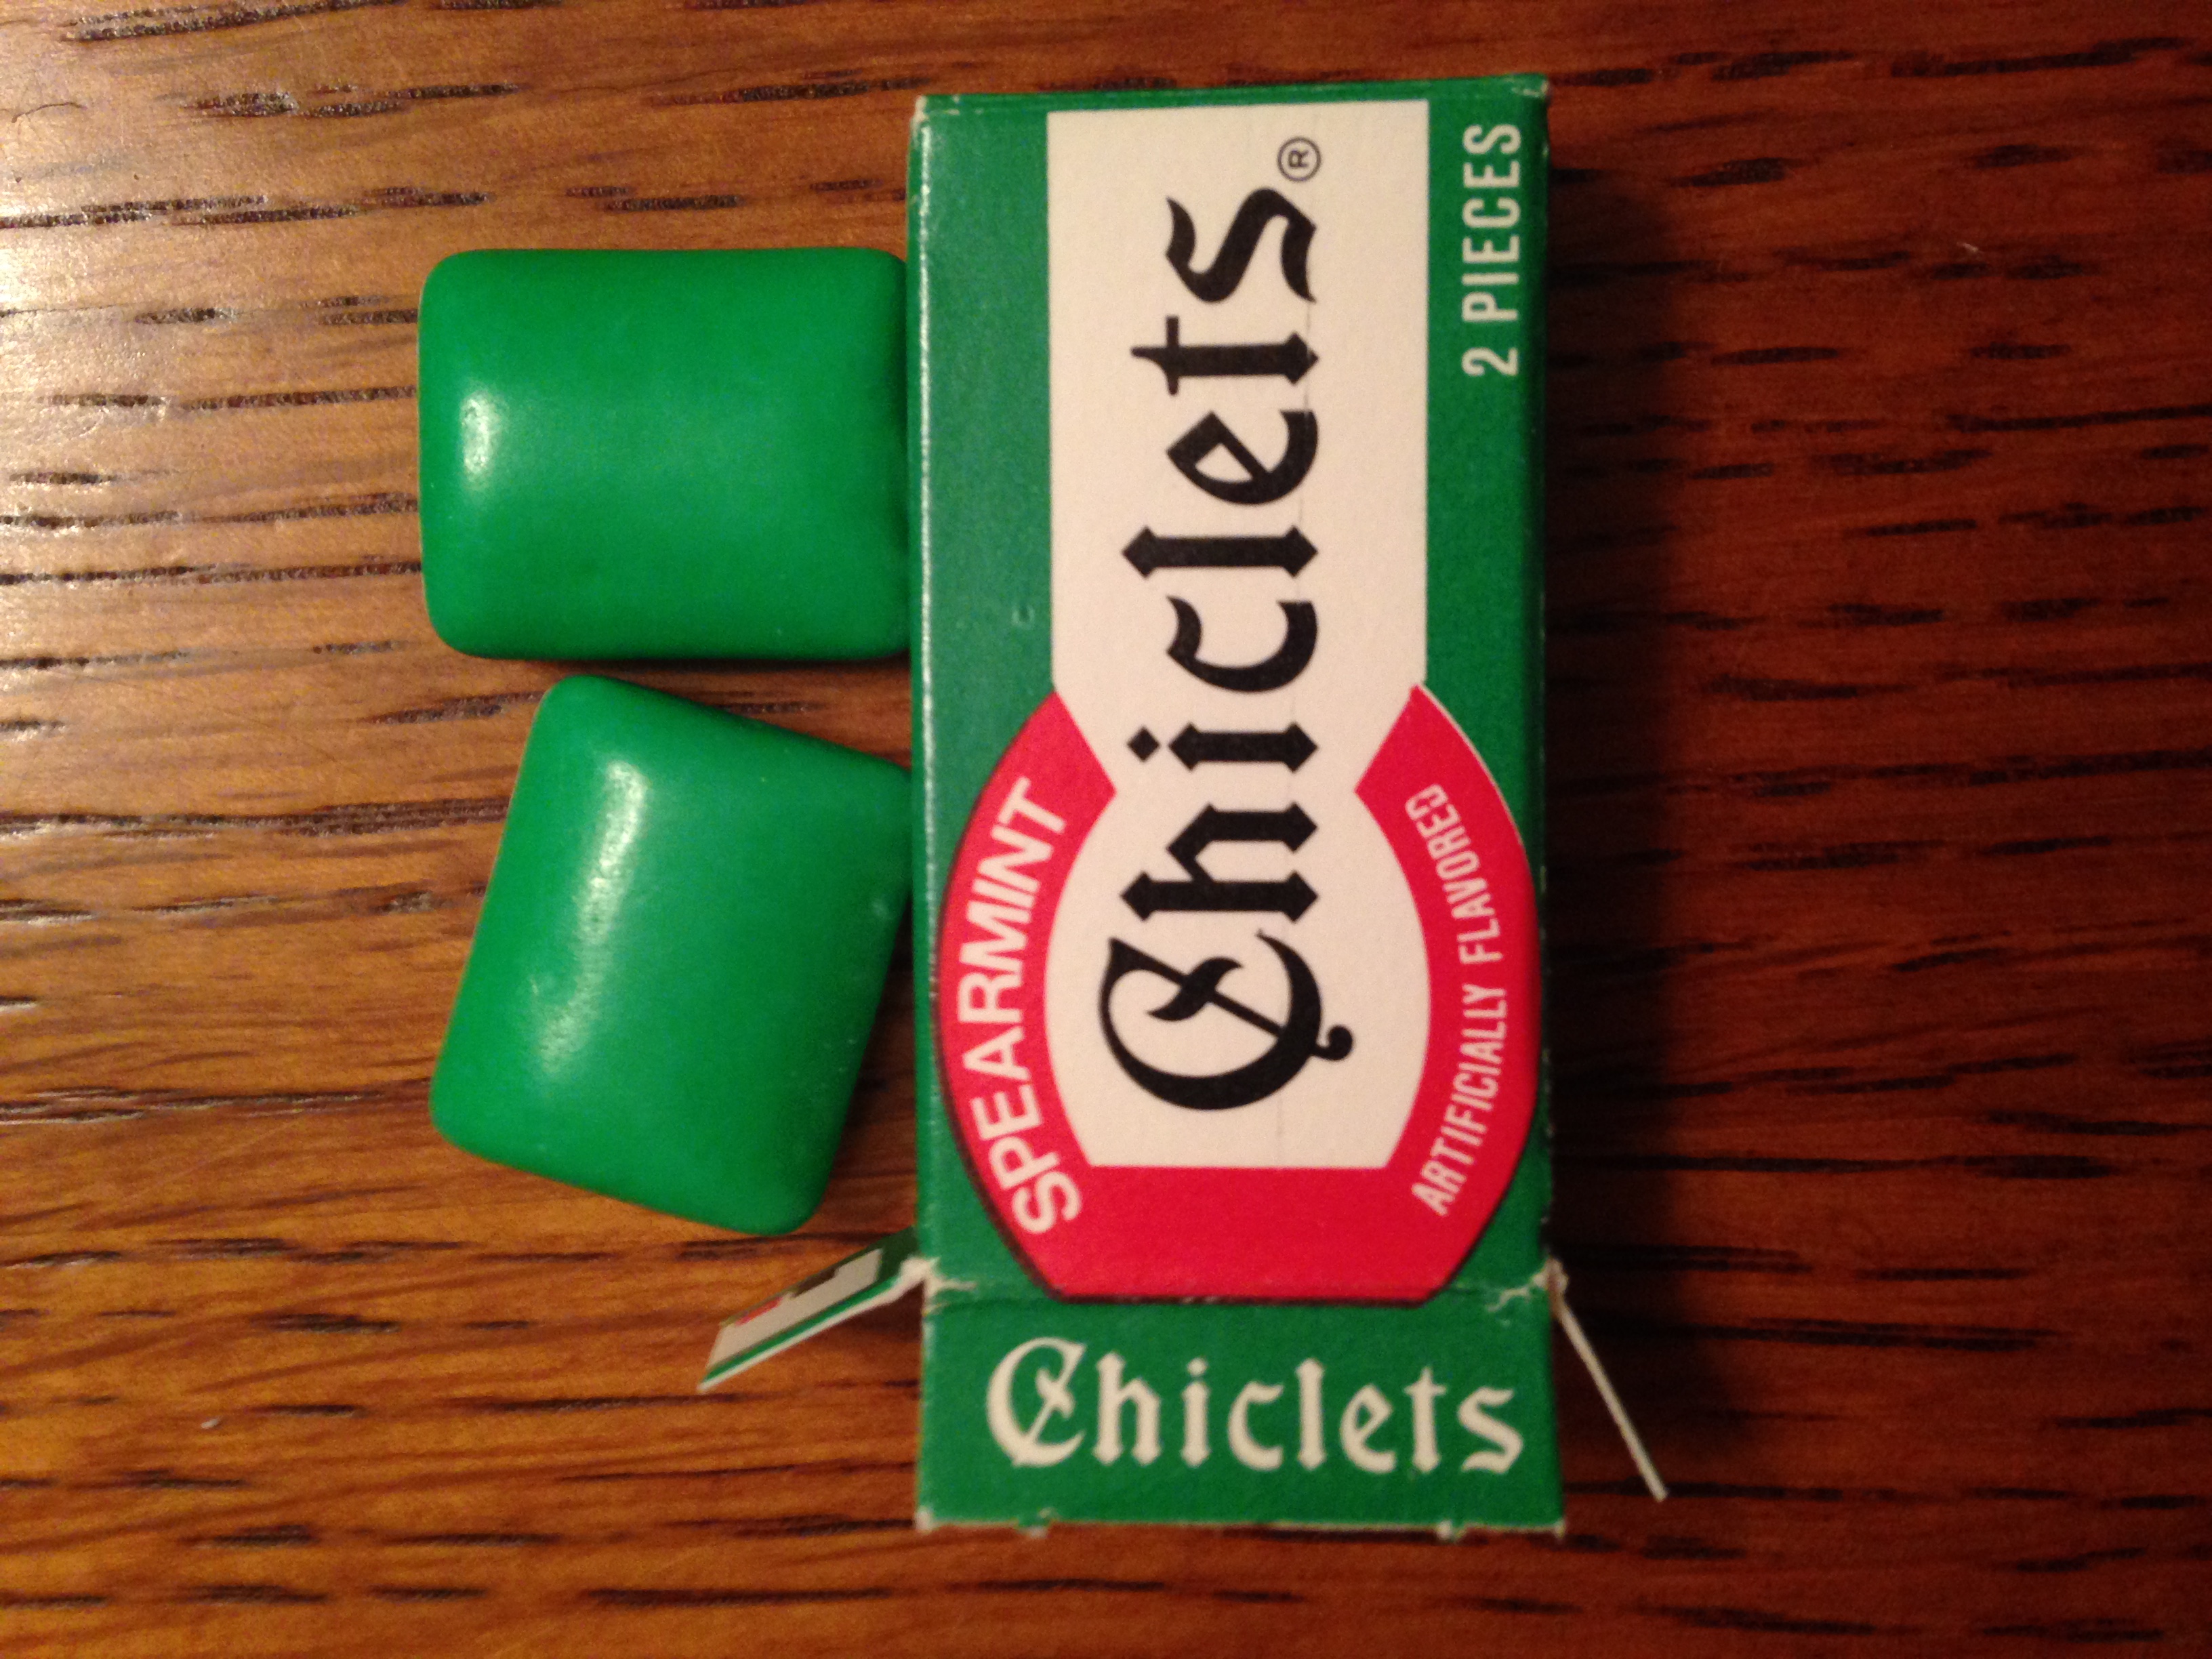 Chiclets®
2 PIECES
SPEARMINT
ARTIFICIALLY FLAVORED
Chiclets